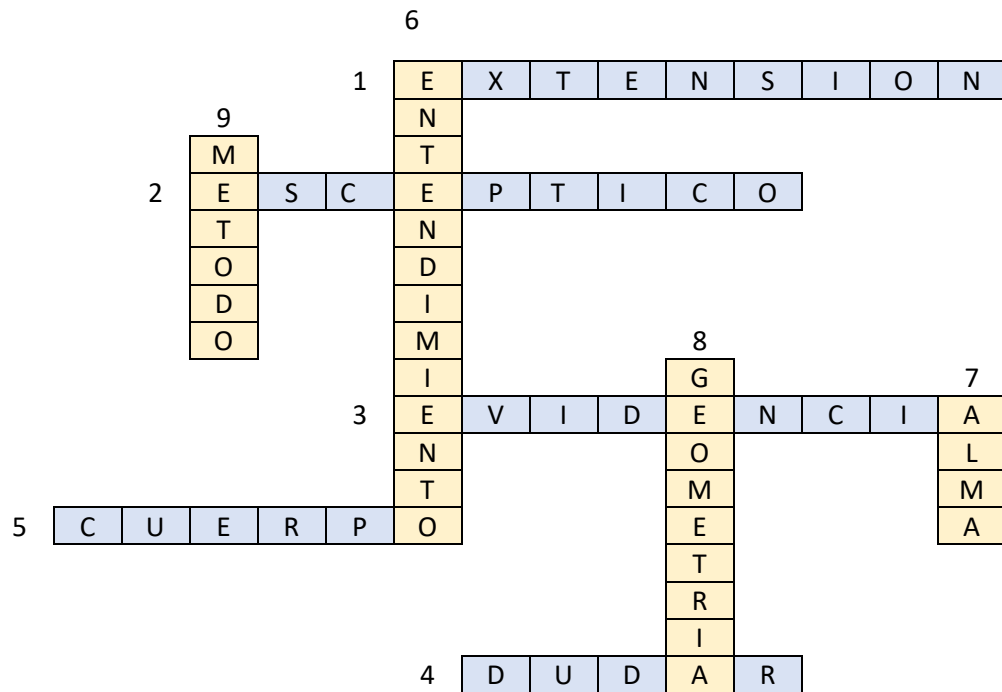 6
1 E X T E N S I O N
N
9
M T
2 E S C E P T I C O
T N
O D
D I
O M 8
I G 7
3 E V I D E N C I A
N O L
T M M
5 C U E R P O E A
T
R
I
4 D U D A R